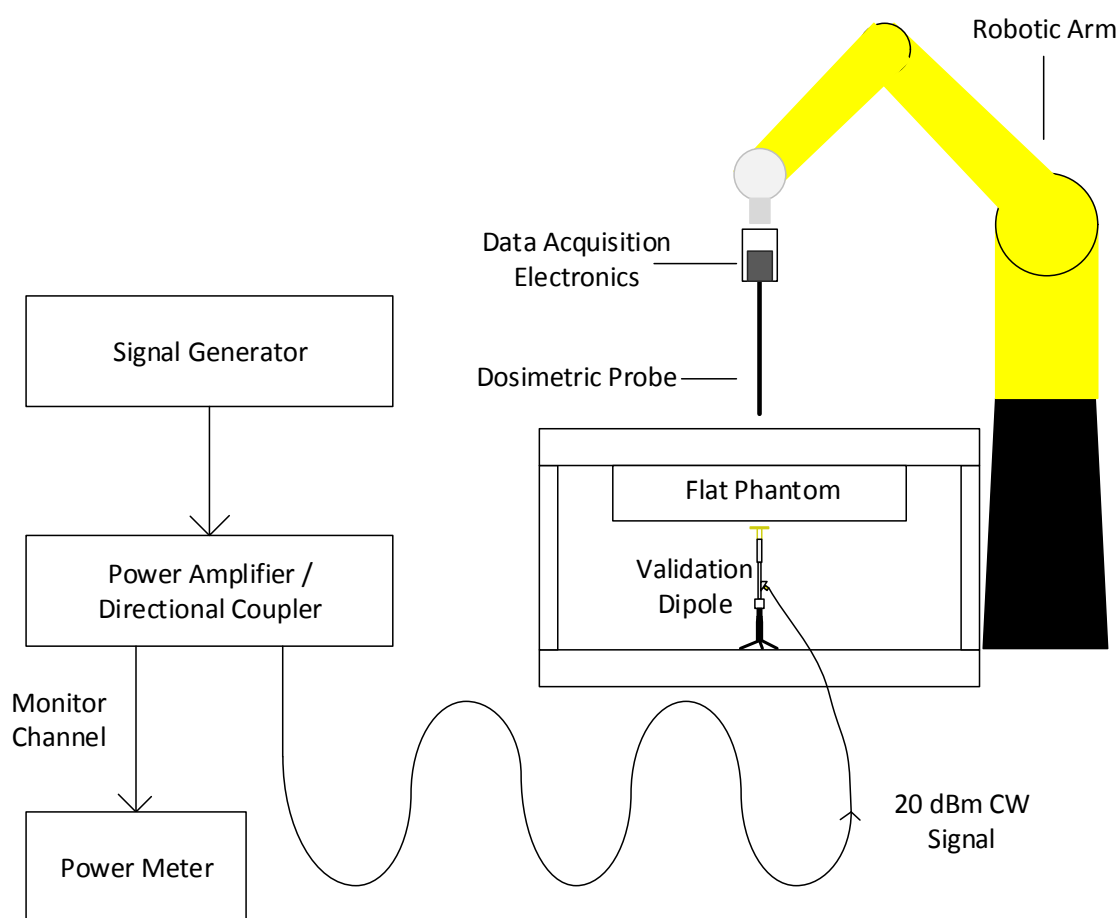 Robotic Arm
Data Acquisition
Electronics
Signal Generator
Dosimetric Probe
Flat Phantom
Power Amplifier /
Directional Coupler
Validation
Dipole
Monitor
Channel
20 dBm CW
Signal
Power Meter